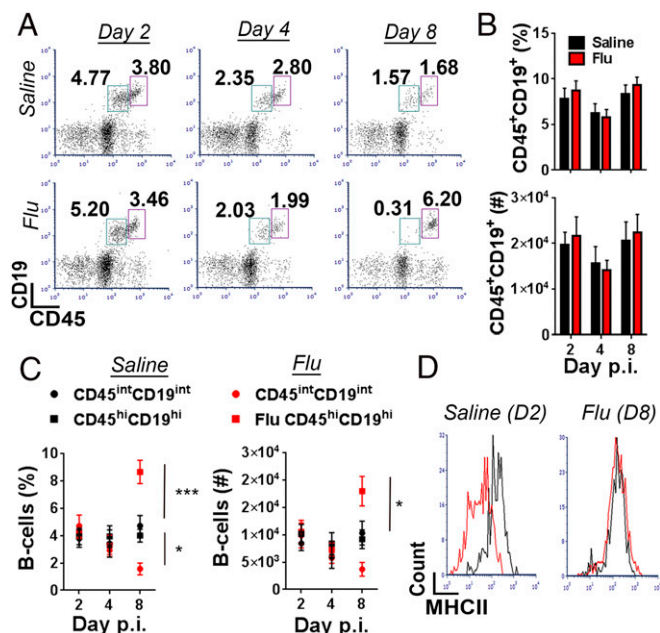 A
Day 2 Day 4 Day 8
Saline
4.77 3.80 2.35 2.80 1.57 1.68
Flu
5.20 3.46 2.03 1.99 0.31 6.20
CD19
CD45
B
Saline
Flu
CD45⁺CD19⁺ (%)
15
10
5
0
CD45⁺CD19⁺ (#)
3×10⁴
2×10⁴
1×10⁴
0
2 4 8
Day p.i.
C
Saline Flu
CD45ⁱⁿᵗCD19ⁱⁿᵗ CD45ⁱⁿᵗCD19ⁱⁿᵗ
CD45ʰⁱCD19ʰⁱ Flu CD45ʰⁱCD19ʰⁱ
B-cells (%)
10
8
6
4
2
0
***
*
2 4 8
Day p.i.
B-cells (#)
3×10⁴
2×10⁴
2×10⁴
1×10⁴
5×10³
0
*
2 4 8
Day p.i.
D
Saline (D2) Flu (D8)
Count
MHCII